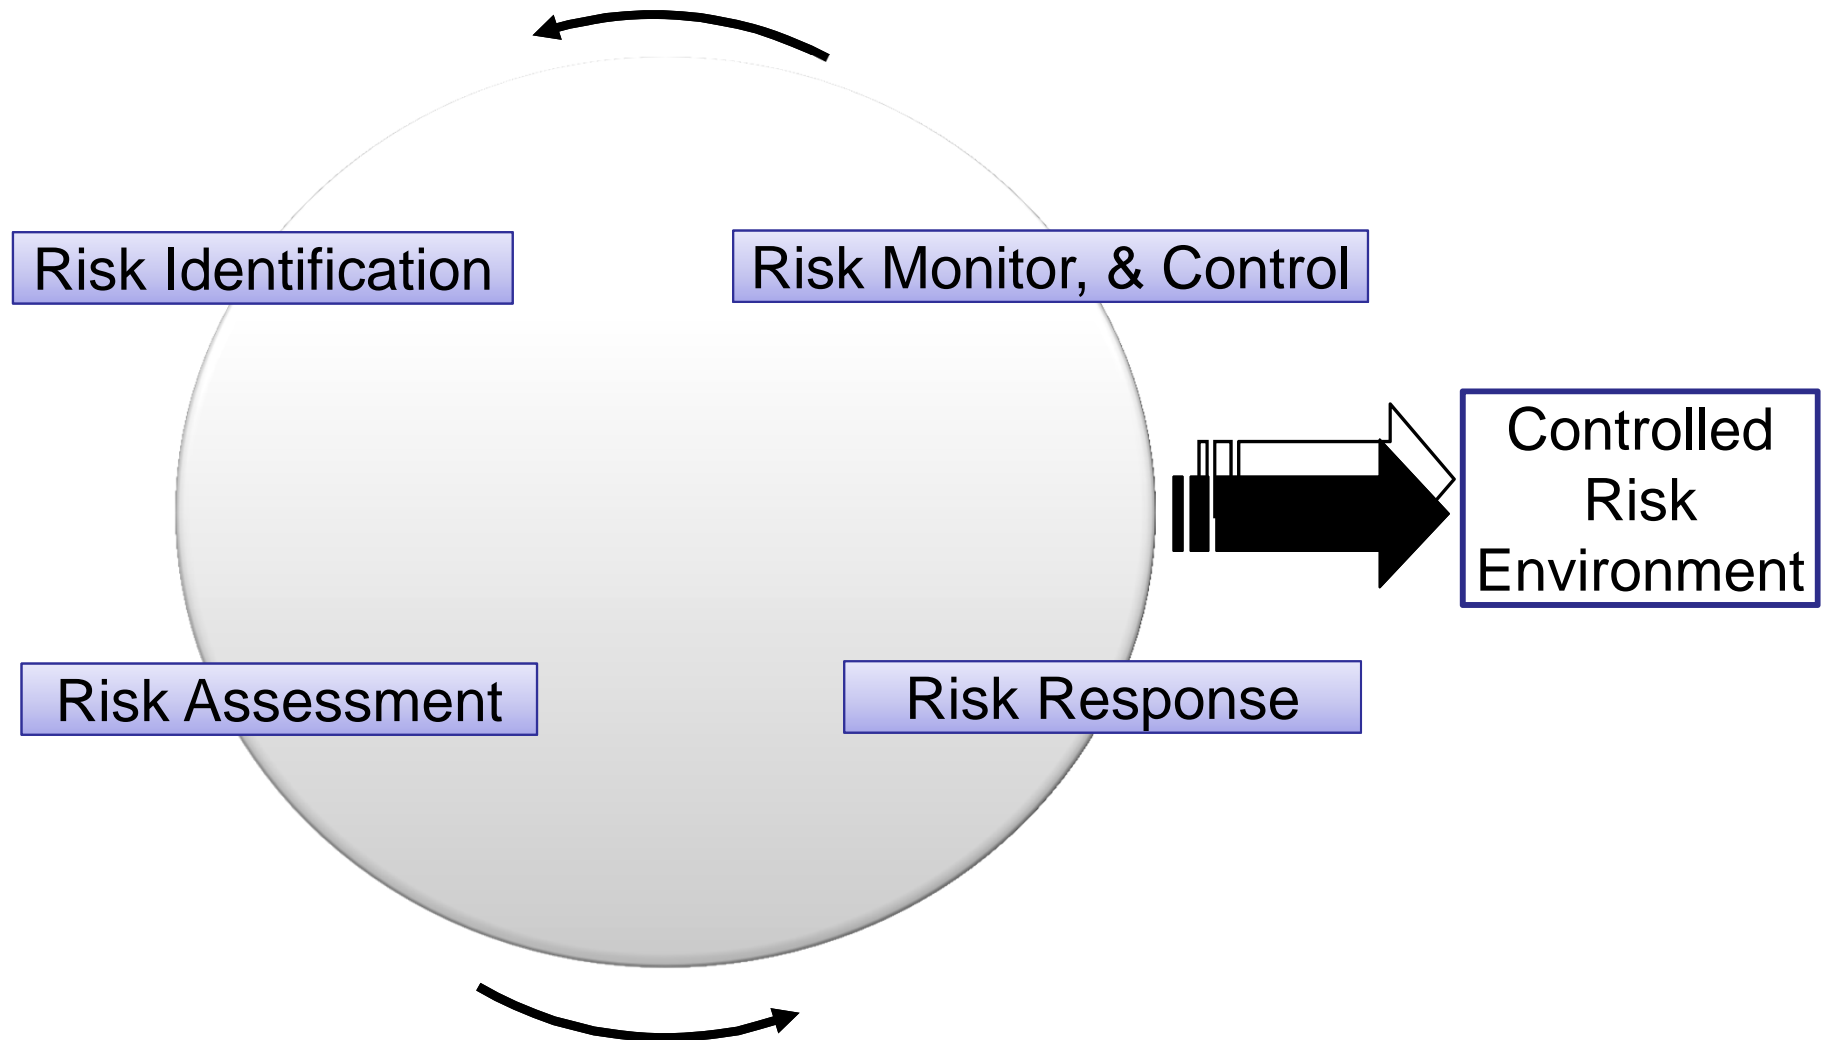 Risk Identification
Risk Monitor, & Control
Controlled
Risk
Environment
Risk Assessment
Risk Response